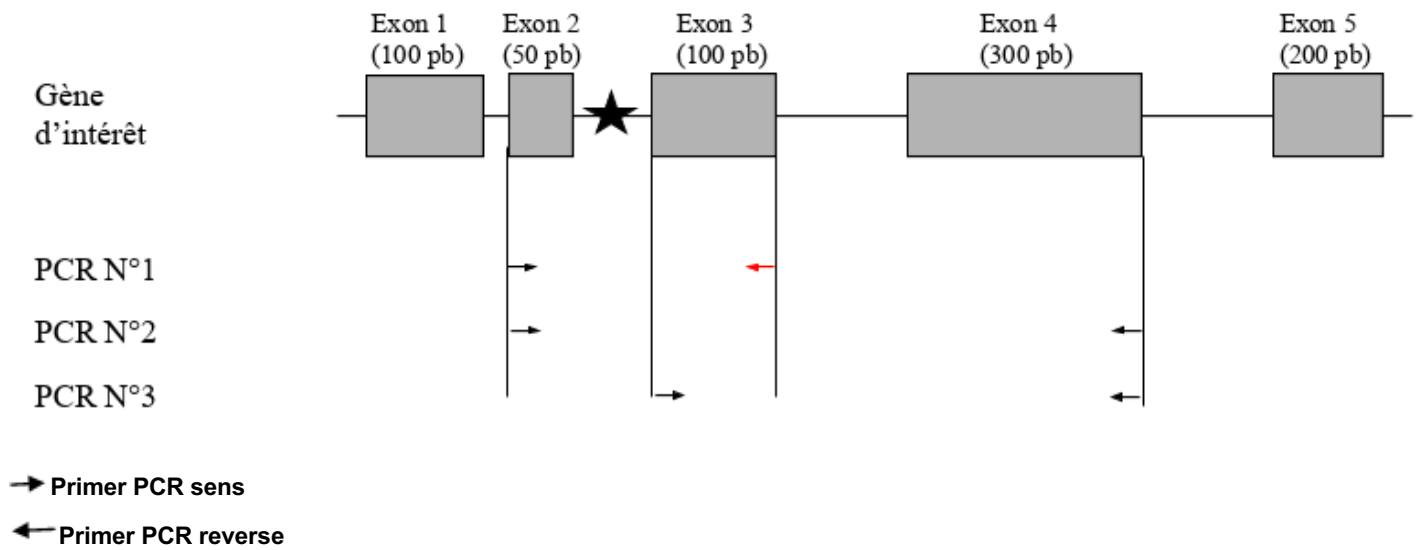 Exon 1
(100 pb)
Exon 2
(50 pb)
Exon 3
(100 pb)
Exon 4
(300 pb)
Exon 5
(200 pb)
Gène
d’intérêt
PCR N°1
PCR N°2
PCR N°3
Primer PCR sens
Primer PCR reverse